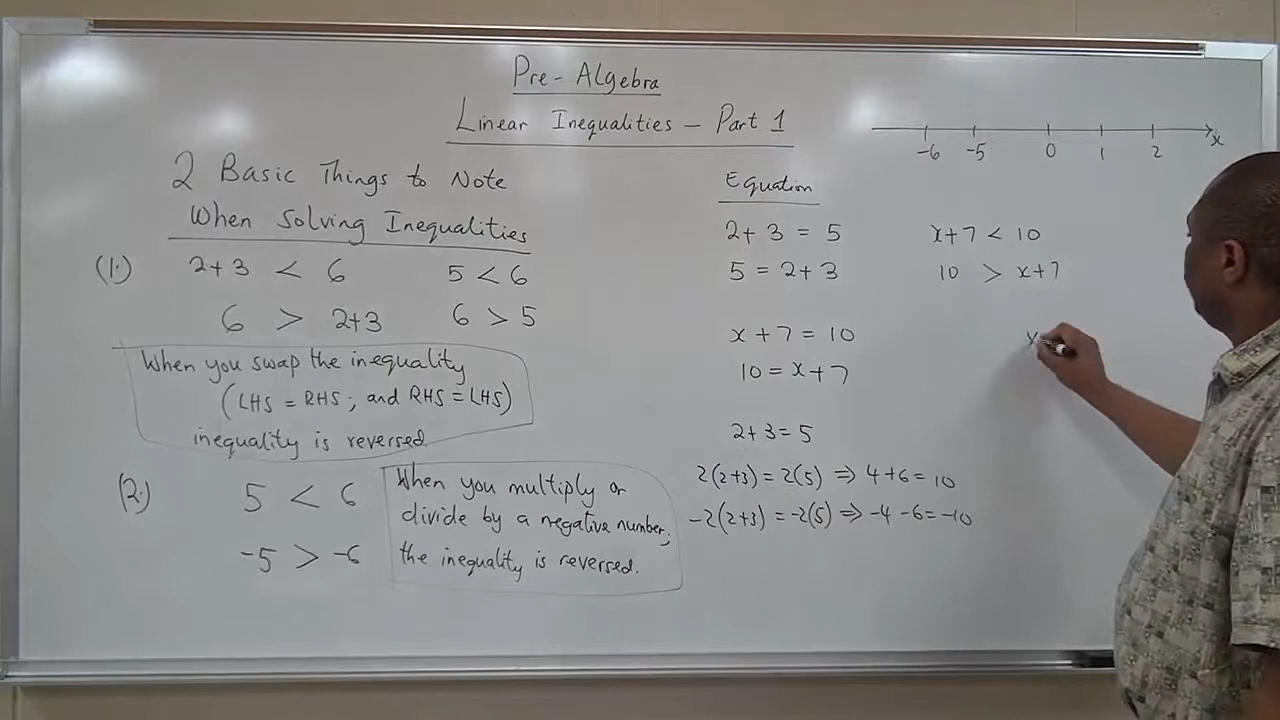 Pre-Algebra
Linear Inequalities - Part 1
2 Basic Things to Note
When Solving Inequalities
(1.) 2+3 < 6 5 < 6
6 > 2+3 6 > 5
When you swap the inequality
(LHS = RHS; and RHS = LHS)
inequality is reversed.
(2.) 5 < 6
-5 > -6
When you multiply or
divide by a negative number;
the inequality is reversed.
Equation
2+3 = 5
5 = 2+3
x+7 = 10
10 = x+7
2+3=5
2(2+3) = 2(5) ⇒ 4+6=10
-2(2+3) = -2(5) ⇒ -4-6=-10
-6 -5 0 1 2 x
x+7 < 10
10 > x+7
x